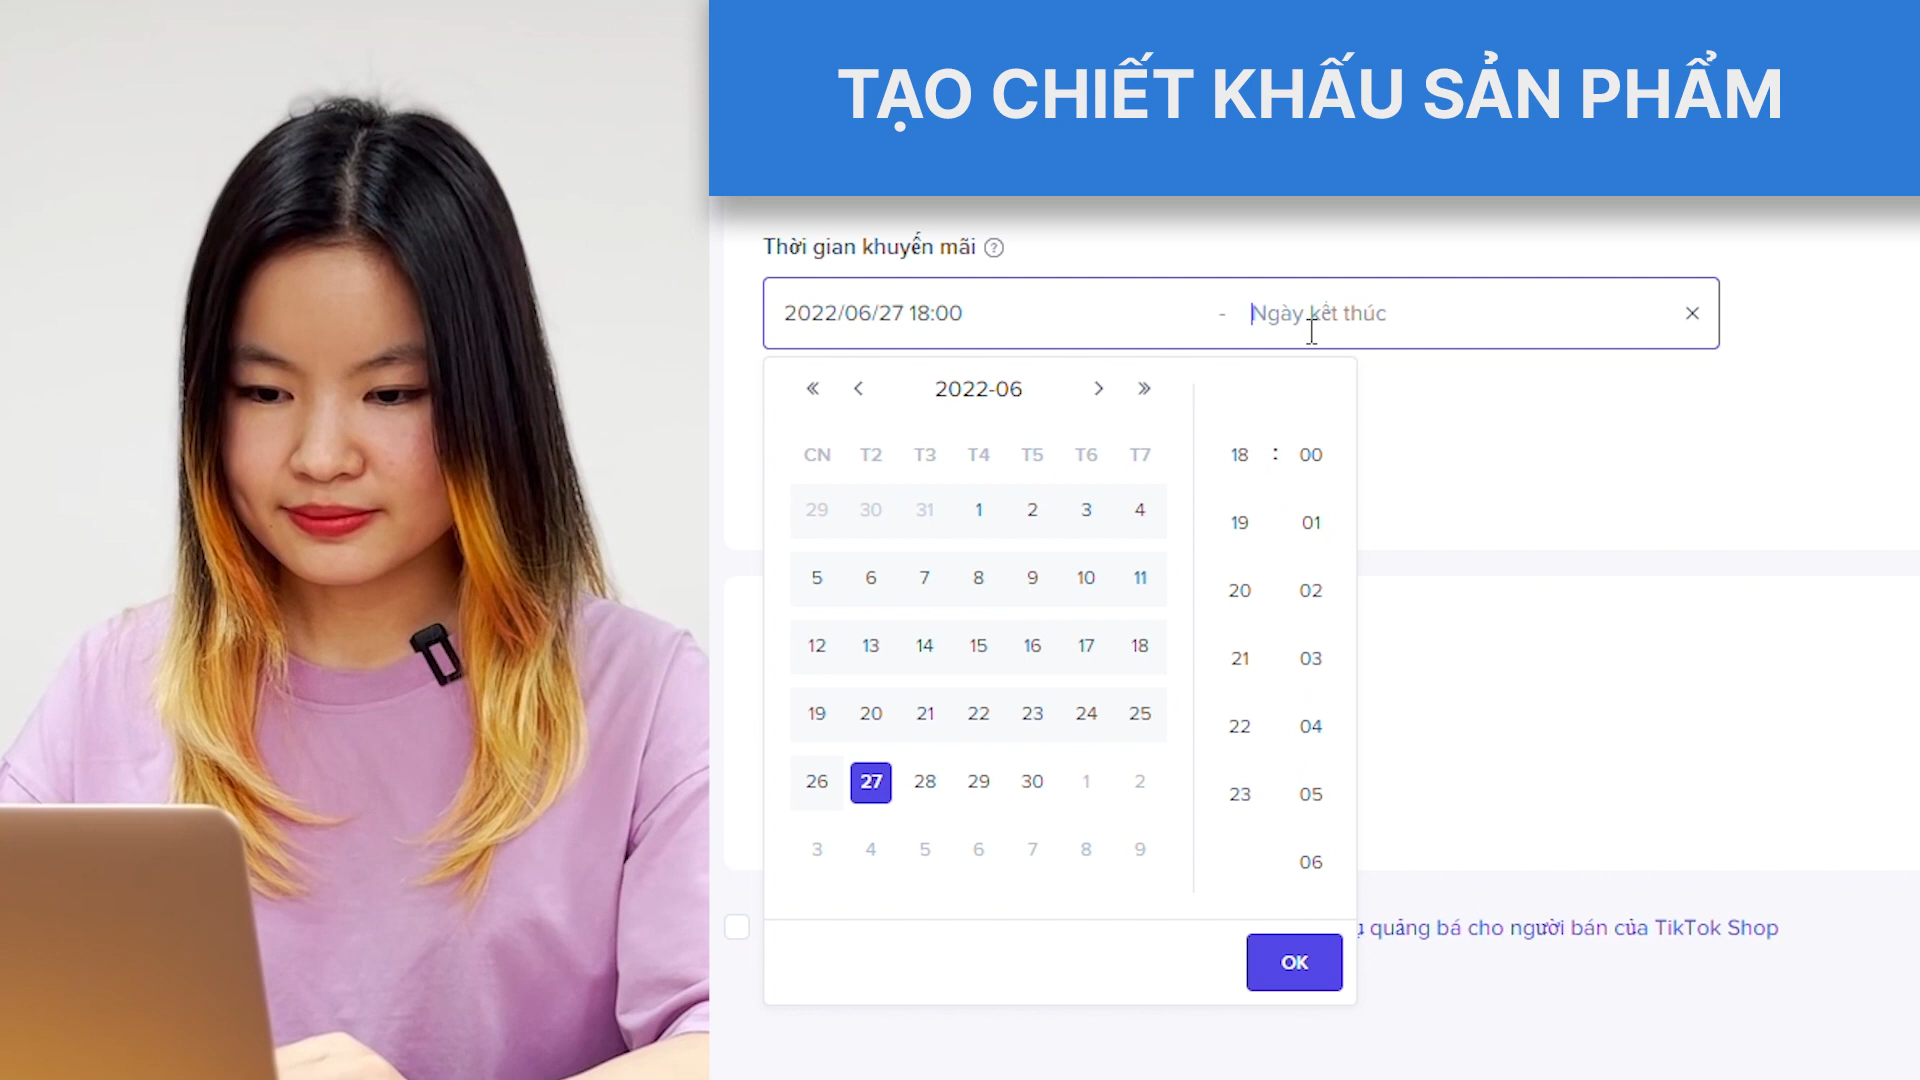 TẠO CHIẾT KHẤU SẢN PHẨM
Thời gian khuyến mãi ?
2022/06/27 18:00 - Ngày kết thúc ×
« < 2022-06 > »
CN T2 T3 T4 T5 T6 T7
29 30 31 1 2 3 4
5 6 7 8 9 10 11
12 13 14 15 16 17 18
19 20 21 22 23 24 25
26 27 28 29 30 1 2
3 4 5 6 7 8 9
18 : 00
19 01
20 02
21 03
22 04
23 05
06
quảng bá cho người bán của TikTok Shop
OK